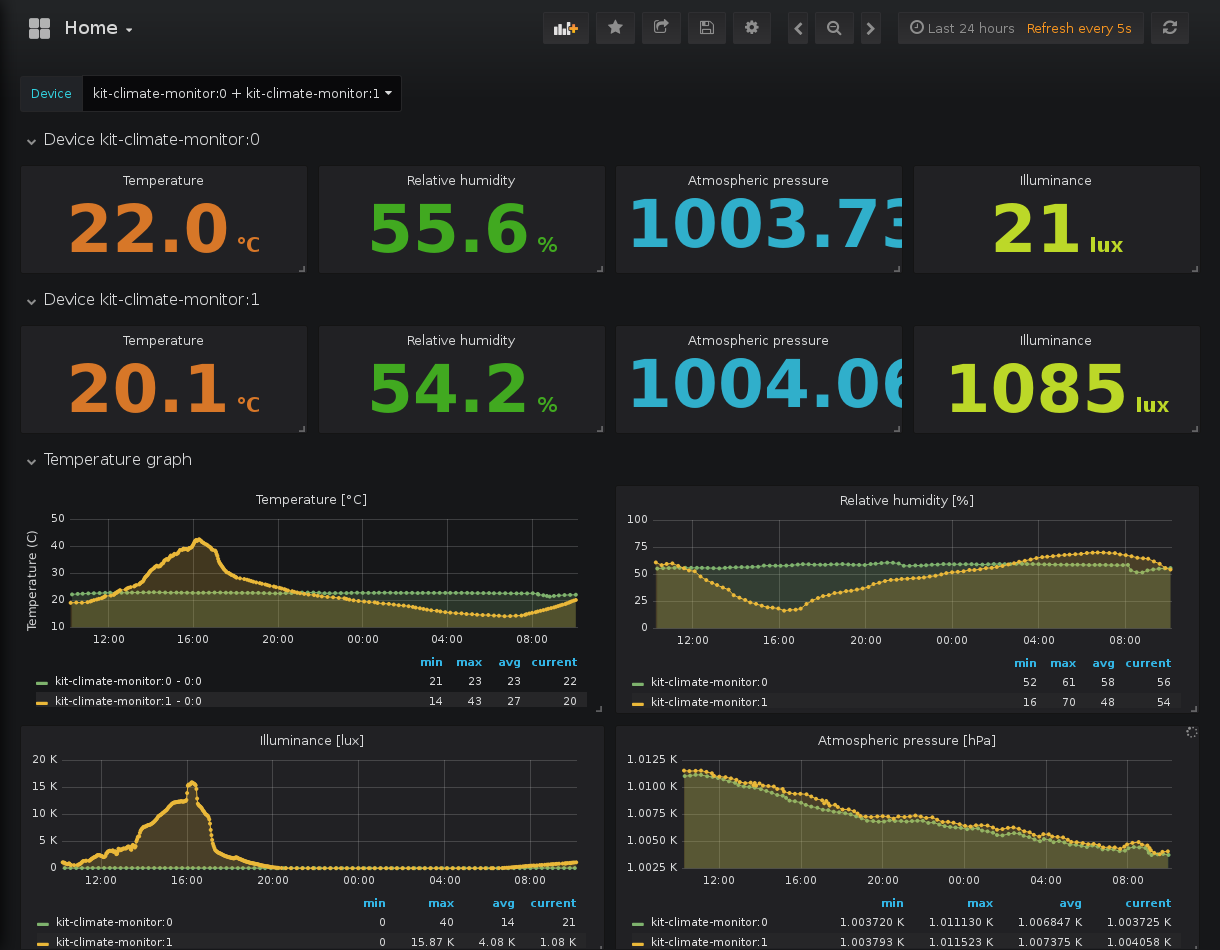 Home
Last 24 hours Refresh every 5s
Device kit-climate-monitor:0 + kit-climate-monitor:1
Device kit-climate-monitor:0
Temperature Relative humidity Atmospheric pressure Illuminance
22.0 °C 55.6 % 1003.73 21 lux
Device kit-climate-monitor:1
Temperature Relative humidity Atmospheric pressure Illuminance
20.1 °C 54.2 % 1004.06 1085 lux
Temperature graph
Temperature [°C]
Temperature (C)
50
40
30
20
10
12:00 16:00 20:00 00:00 04:00 08:00
min max avg current
kit-climate-monitor:0 - 0:0 21 23 23 22
kit-climate-monitor:1 - 0:0 14 43 27 20
Relative humidity [%]
100
75
50
25
0
12:00 16:00 20:00 00:00 04:00 08:00
min max avg current
kit-climate-monitor:0 52 61 58 56
kit-climate-monitor:1 16 70 48 54
Illuminance [lux]
20 K
15 K
10 K
5 K
0
12:00 16:00 20:00 00:00 04:00 08:00
min max avg current
kit-climate-monitor:0 0 40 14 21
kit-climate-monitor:1 0 15.87 K 4.08 K 1.08 K
Atmospheric pressure [hPa]
1.0125 K
1.0100 K
1.0075 K
1.0050 K
1.0025 K
12:00 16:00 20:00 00:00 04:00 08:00
min max avg current
kit-climate-monitor:0 1.003720 K 1.011130 K 1.006847 K 1.003725 K
kit-climate-monitor:1 1.003793 K 1.011523 K 1.007375 K 1.004058 K